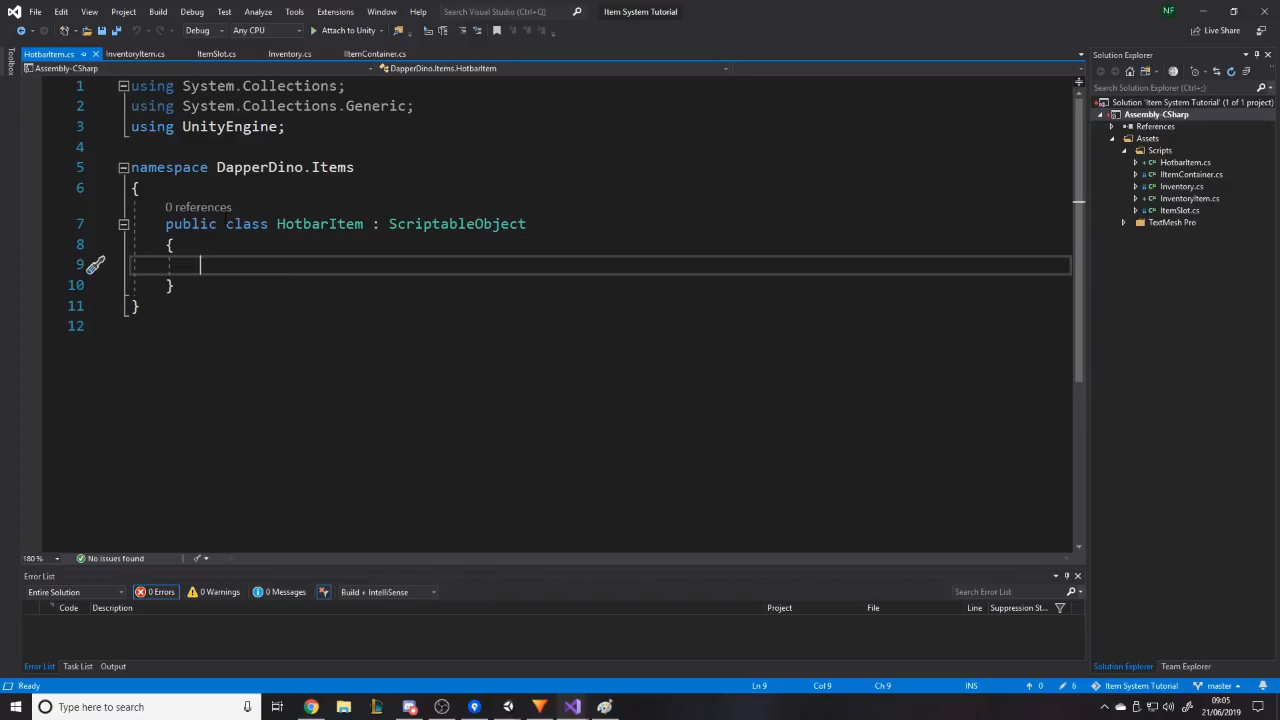 File Edit View Project Build Debug Test Analyze Tools Extensions Window Help Search Visual Studio (Ctrl+Q) Item System Tutorial NF
Debug Any CPU Attach to Unity Live Share
Toolbox
HotbarItem.cs InventoryItem.cs ItemSlot.cs Inventory.cs IItemContainer.cs
Assembly-CSharp DapperDino.Items.HotbarItem
1 using System.Collections;
2 using System.Collections.Generic;
3 using UnityEngine;
4
5 namespace DapperDino.Items
6 {
0 references
7 public class HotbarItem : ScriptableObject
8 {
9
10 }
11 }
12
180 % No issues found
Solution Explorer
Search Solution Explorer (Ctrl+;)
Solution 'Item System Tutorial' (1 of 1 project)
Assembly-CSharp
References
Assets
Scripts
HotbarItem.cs
IItemContainer.cs
Inventory.cs
InventoryItem.cs
ItemSlot.cs
TextMesh Pro
Error List
Entire Solution 0 Errors 0 Warnings 0 Messages Build + IntelliSense Search Error List
Code Description Project File Line Suppression St...
Error List Task List Output
Solution Explorer Team Explorer
Ready Ln 9 Col 9 Ch 9 INS 0 6 Item System Tutorial master
Type here to search
09:05
21/06/2019